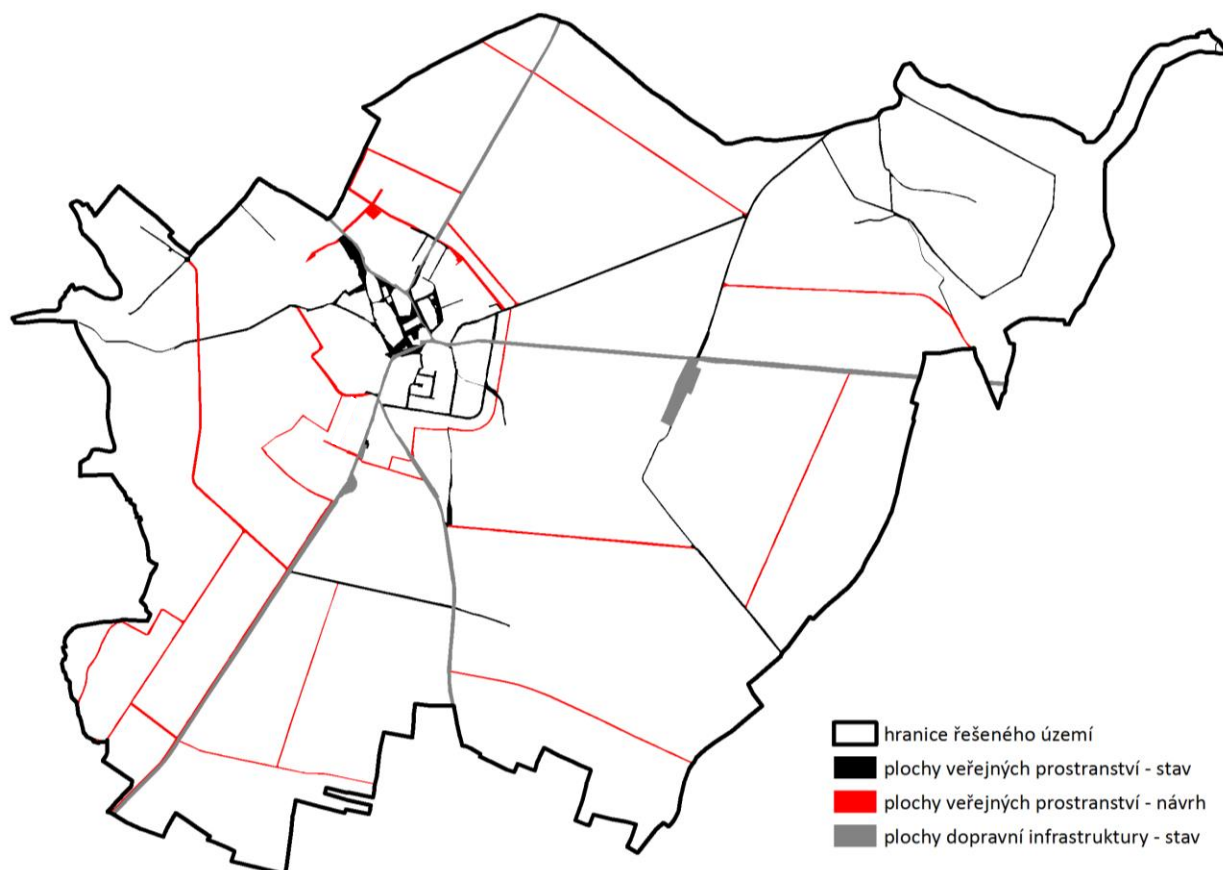 hranice řešeného území
plochy veřejných prostranství - stav
plochy veřejných prostranství - návrh
plochy dopravní infrastruktury - stav